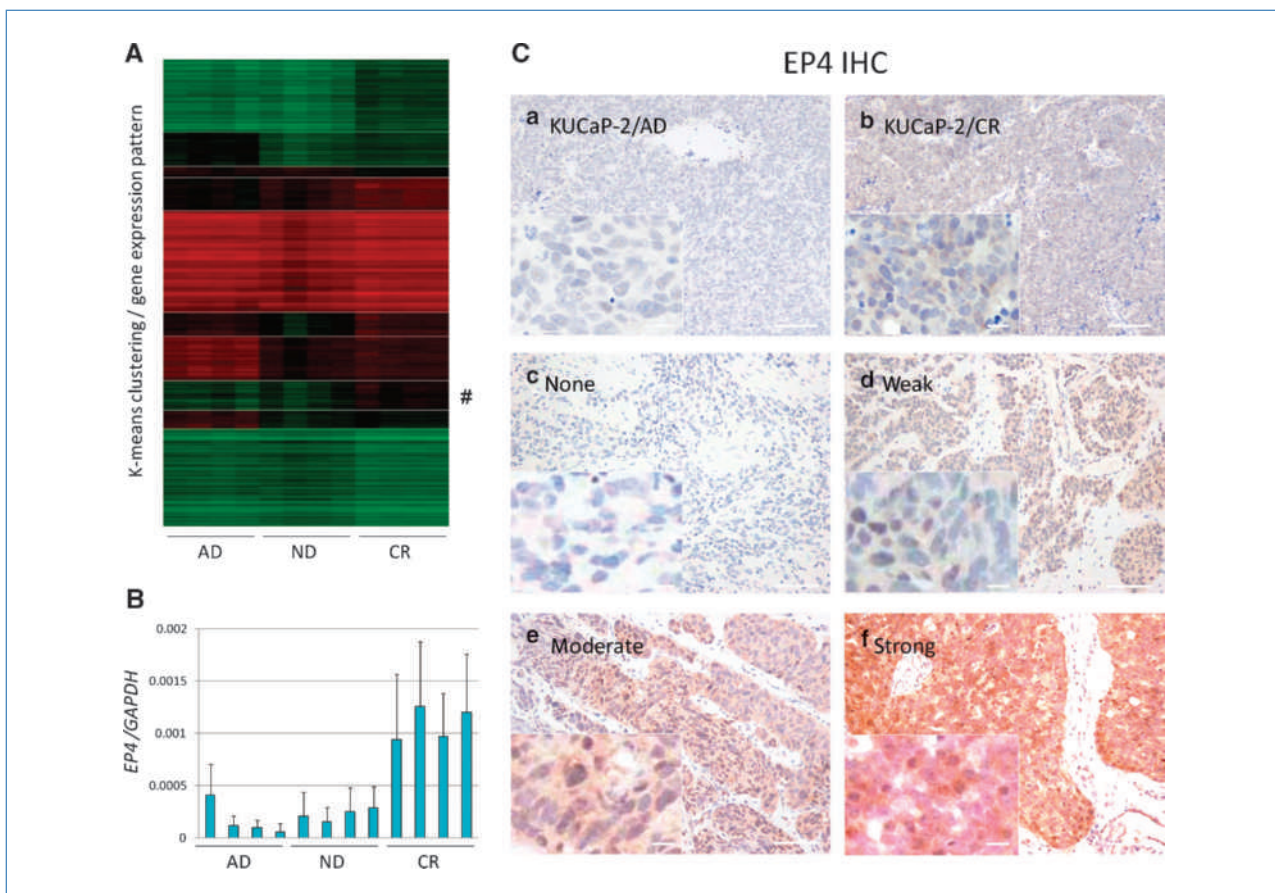 A
K-means clustering / gene expression pattern
#
AD ND CR
B
EP4/GAPDH
0.002
0.0015
0.001
0.0005
0
AD ND CR
C
EP4 IHC
a KUCaP-2/AD
b KUCaP-2/CR
c None
d Weak
e Moderate
f Strong